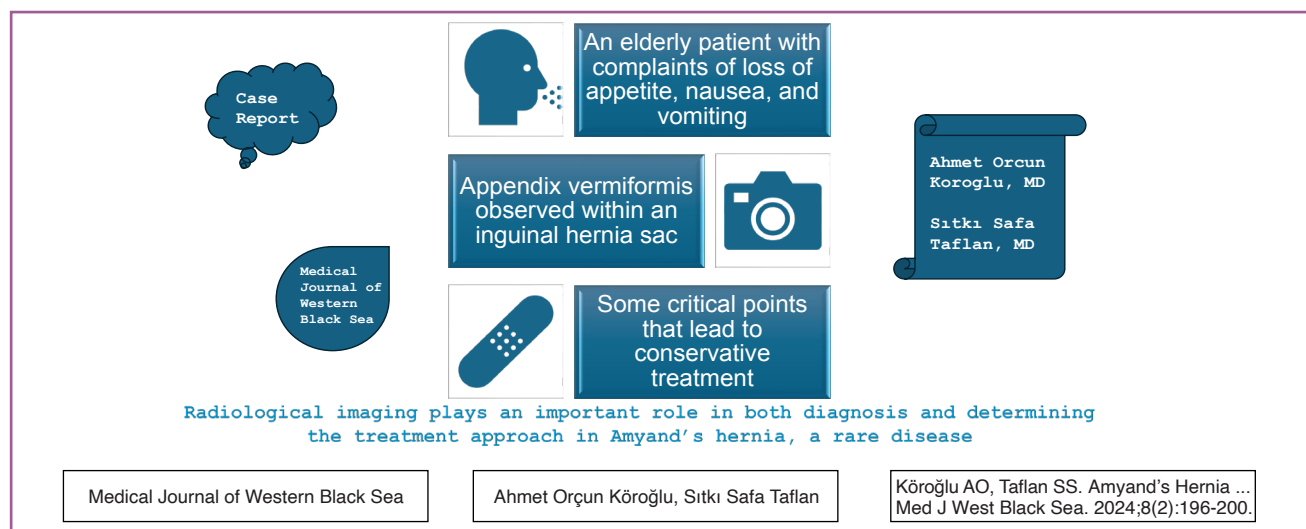 Case
Report
An elderly patient with
complaints of loss of
appetite, nausea, and
vomiting
Ahmet Orcun
Koroglu, MD
Sıtkı Safa
Taflan, MD
Appendix vermiformis
observed within an
inguinal hernia sac
Medical
Journal of
Western
Black Sea
Some critical points
that lead to
conservative
treatment
Radiological imaging plays an important role in both diagnosis and determining
the treatment approach in Amyand's hernia, a rare disease
Medical Journal of Western Black Sea
Ahmet Orçun Köroğlu, Sıtkı Safa Taflan
Köroğlu AO, Taflan SS. Amyand's Hernia ...
Med J West Black Sea. 2024;8(2):196-200.